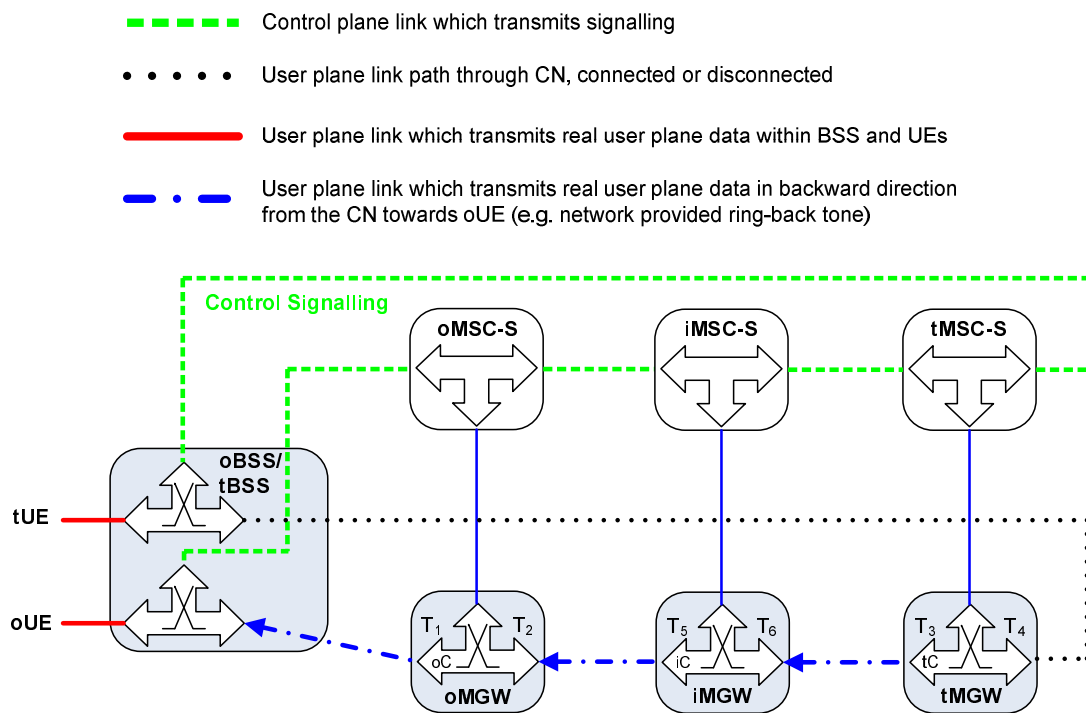 Control plane link which transmits signalling
User plane link path through CN, connected or disconnected
User plane link which transmits real user plane data within BSS and UEs
User plane link which transmits real user plane data in backward direction
from the CN towards oUE (e.g. network provided ring-back tone)
Control Signalling
oMSC-S
iMSC-S
tMSC-S
oBSS/
tBSS
tUE
oUE
T1
T2
T5
T6
T3
T4
oC
iC
tC
oMGW
iMGW
tMGW